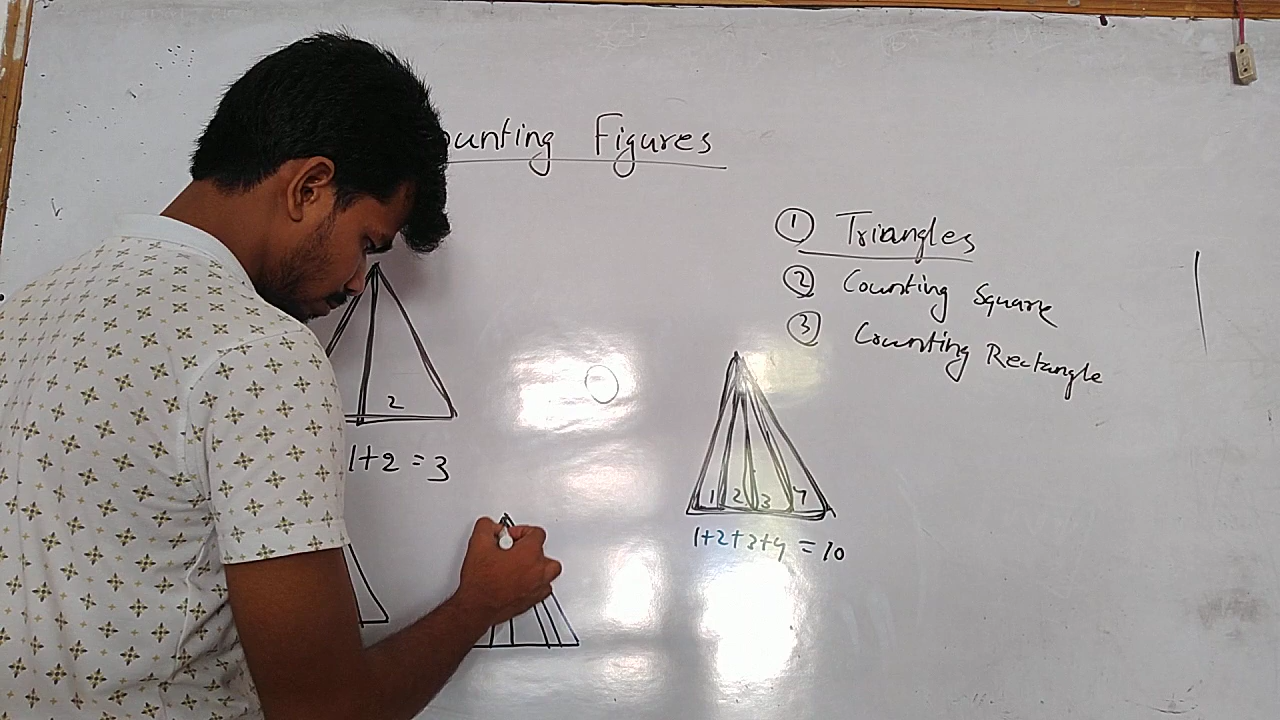 ounting Figures
1 Triangles
2 Counting Square
3 Counting Rectangle
2
1+2=3
1 2 3 4
1+2+3+4=10